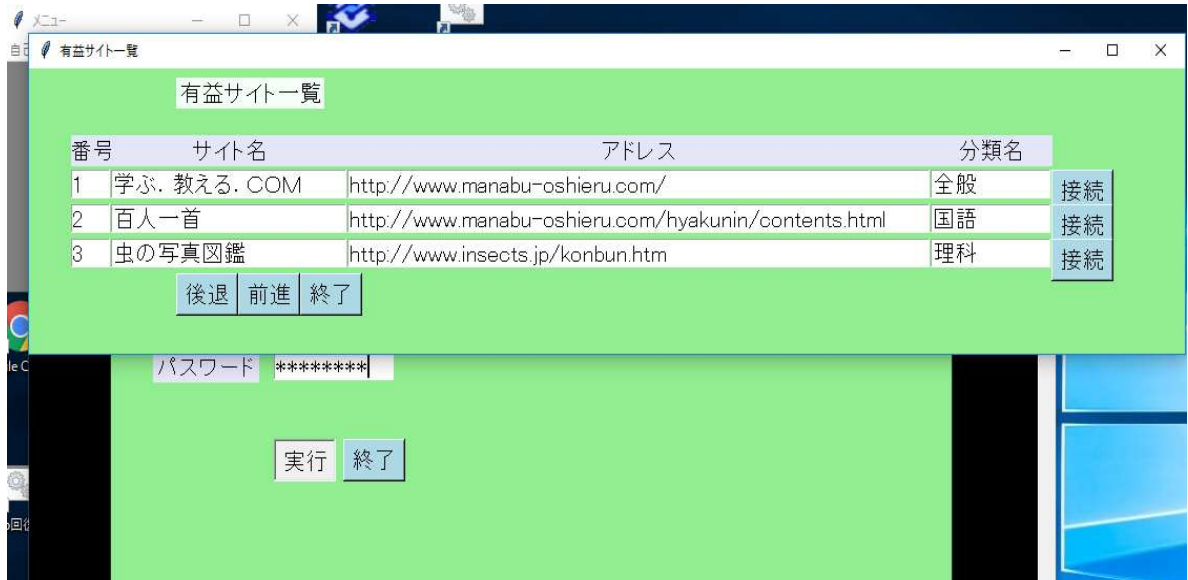 メニュー
有益サイト一覧
有益サイト一覧
番号 サイト名 アドレス 分類名
1 学ぶ．教える．COM http://www.manabu-oshieru.com/ 全般 接続
2 百人一首 http://www.manabu-oshieru.com/hyakunin/contents.html 国語 接続
3 虫の写真図鑑 http://www.insects.jp/konbun.htm 理科 接続
後退 前進 終了
パスワード ********
実行 終了